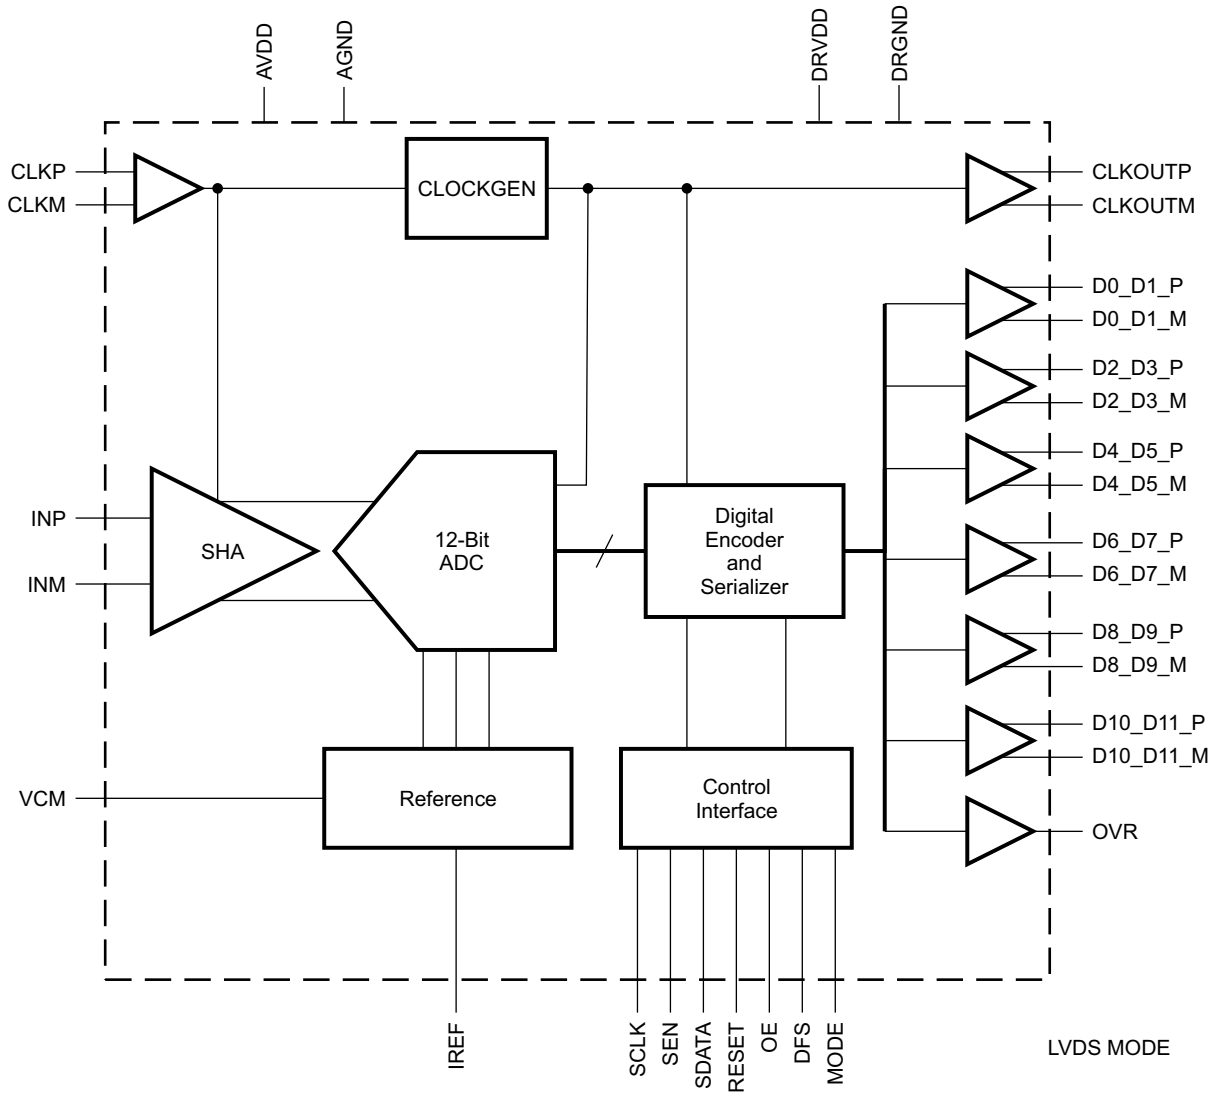 AVDD
AGND
DRVDD
DRGND
CLKP
CLKM
CLOCKGEN
CLKOUTP
CLKOUTM
D0_D1_P
D0_D1_M
D2_D3_P
D2_D3_M
D4_D5_P
D4_D5_M
INP
INM
SHA
12-Bit
ADC
Digital
Encoder
and
Serializer
D6_D7_P
D6_D7_M
D8_D9_P
D8_D9_M
D10_D11_P
D10_D11_M
VCM
Reference
Control
Interface
OVR
IREF
SCLK
SEN
SDATA
RESET
OE
DFS
MODE
LVDS MODE